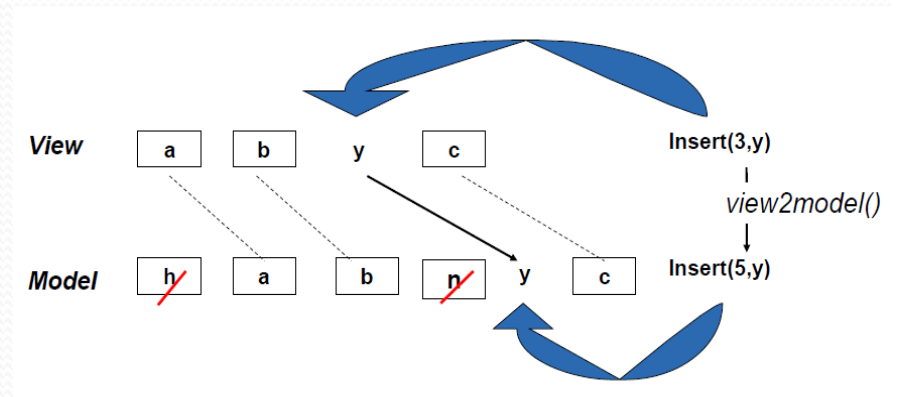 View a b y c Insert(3,y)
view2model()
Model h a b n y c Insert(5,y)